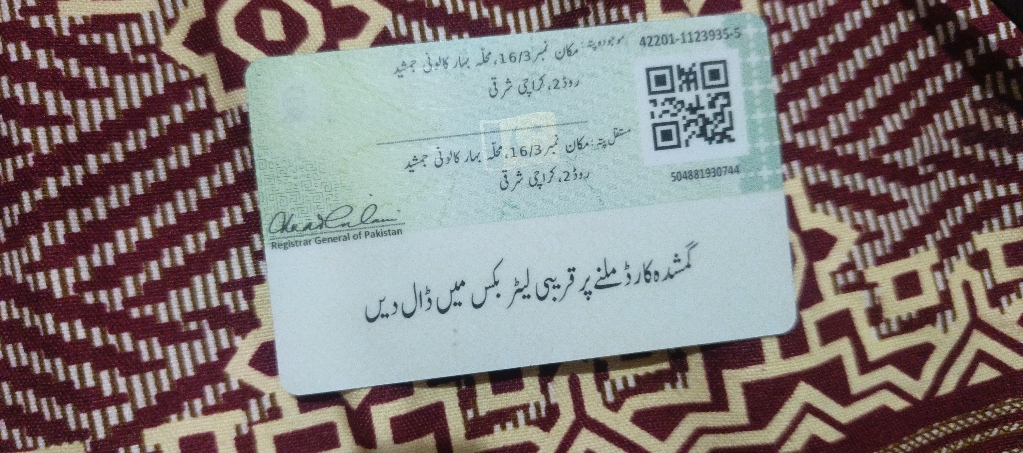 42201-1123935-5
موجودہ پتہ: مکان نمبر 16/3، محلہ بہار کالونی جمشید
روڈ 2، کراچی شرقی
مستقل پتہ: مکان نمبر 16/3، محلہ بہار کالونی جمشید
روڈ 2، کراچی شرقی
504881930744
Registrar General of Pakistan
گمشدہ کارڈ ملنے پر قریبی لیٹر بکس میں ڈال دیں